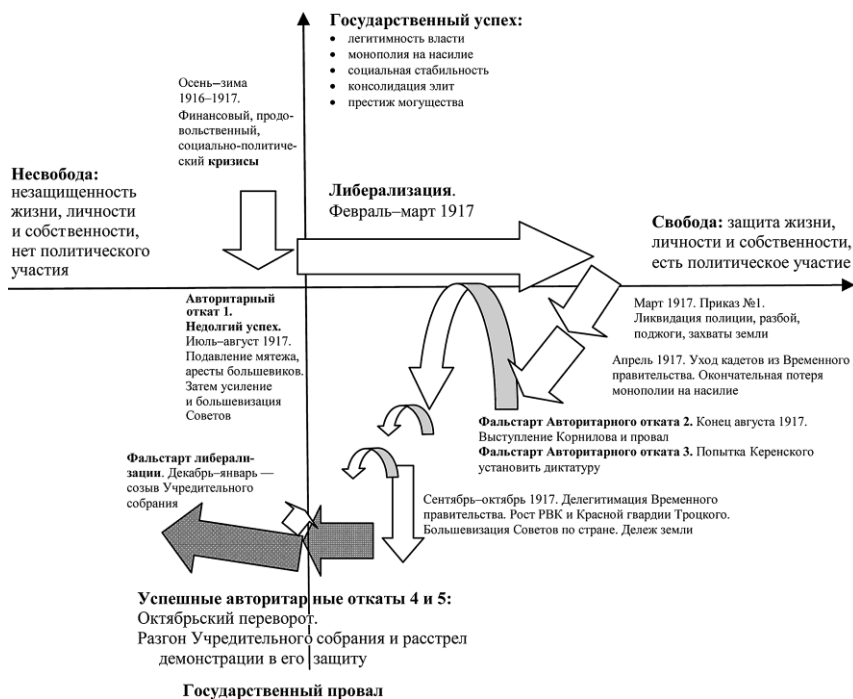 Государственный успех:
• легитимность власти
• монополия на насилие
• социальная стабильность
• консолидация элит
• престиж могущества
Осень–зима
1916–1917.
Финансовый, продо-
вольственный,
социально-политиче-
ский кризисы
Несвобода:
незащищенность
жизни, личности
и собственности,
нет политического
участия
Либерализация.
Февраль–март 1917
Свобода: защита жизни,
личности и собственности,
есть политическое участие
Март 1917. Приказ №1.
Ликвидация полиции, разбой,
поджоги, захваты земли
Апрель 1917. Уход кадетов из Временного
правительства. Окончательная потеря
монополии на насилие
Авторитарный
откат 1.
Недолгий успех.
Июль–август 1917.
Подавление мятежа,
аресты большевиков.
Затем усиление
и большевизация
Советов
Фальстарт Авторитарного отката 2. Конец августа 1917.
Выступление Корнилова и провал
Фальстарт Авторитарного отката 3. Попытка Керенского
установить диктатуру
Фальстарт либерали-
зации. Декабрь–январь —
созыв Учредительного
собрания
Сентябрь–октябрь 1917. Делегитимация Временного
правительства. Рост РВК и Красной гвардии Троцкого.
Большевизация Советов по стране. Дележ земли
Успешные авторитарные откаты 4 и 5:
Октябрьский переворот.
Разгон Учредительного собрания и расстрел
демонстрации в его защиту
Государственный провал